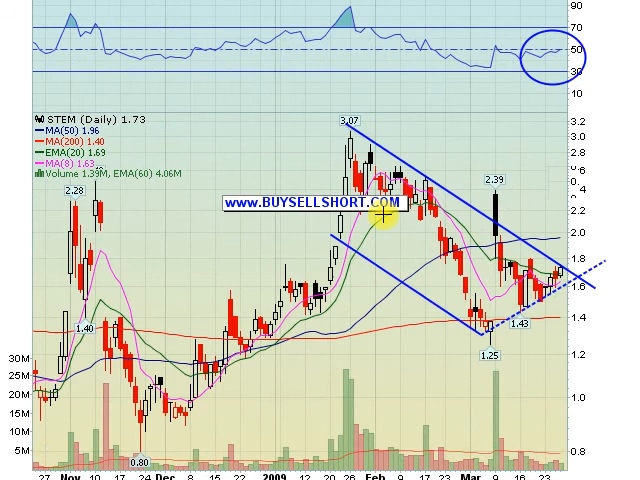 90
70
50
30
10
STEM (Daily) 1.73
MA(50) 1.96
MA(200) 1.40
EMA(20) 1.69
MA(8) 1.63
Volume 1.39M, EMA(60) 4.06M
3.07
3.2
3.0
2.8
2.28
2.39
www.BUYSELLSHORT.COM
2.2
2.0
1.8
1.6
1.40
1.43
1.4
1.25
1.2
1.0
0.8
0.80
30M
25M
20M
15M
10M
5M
27 Nov 10 17 24 Dec 8 15 22 2009 12 20 26 Feb 9 17 23 Mar 9 16 23